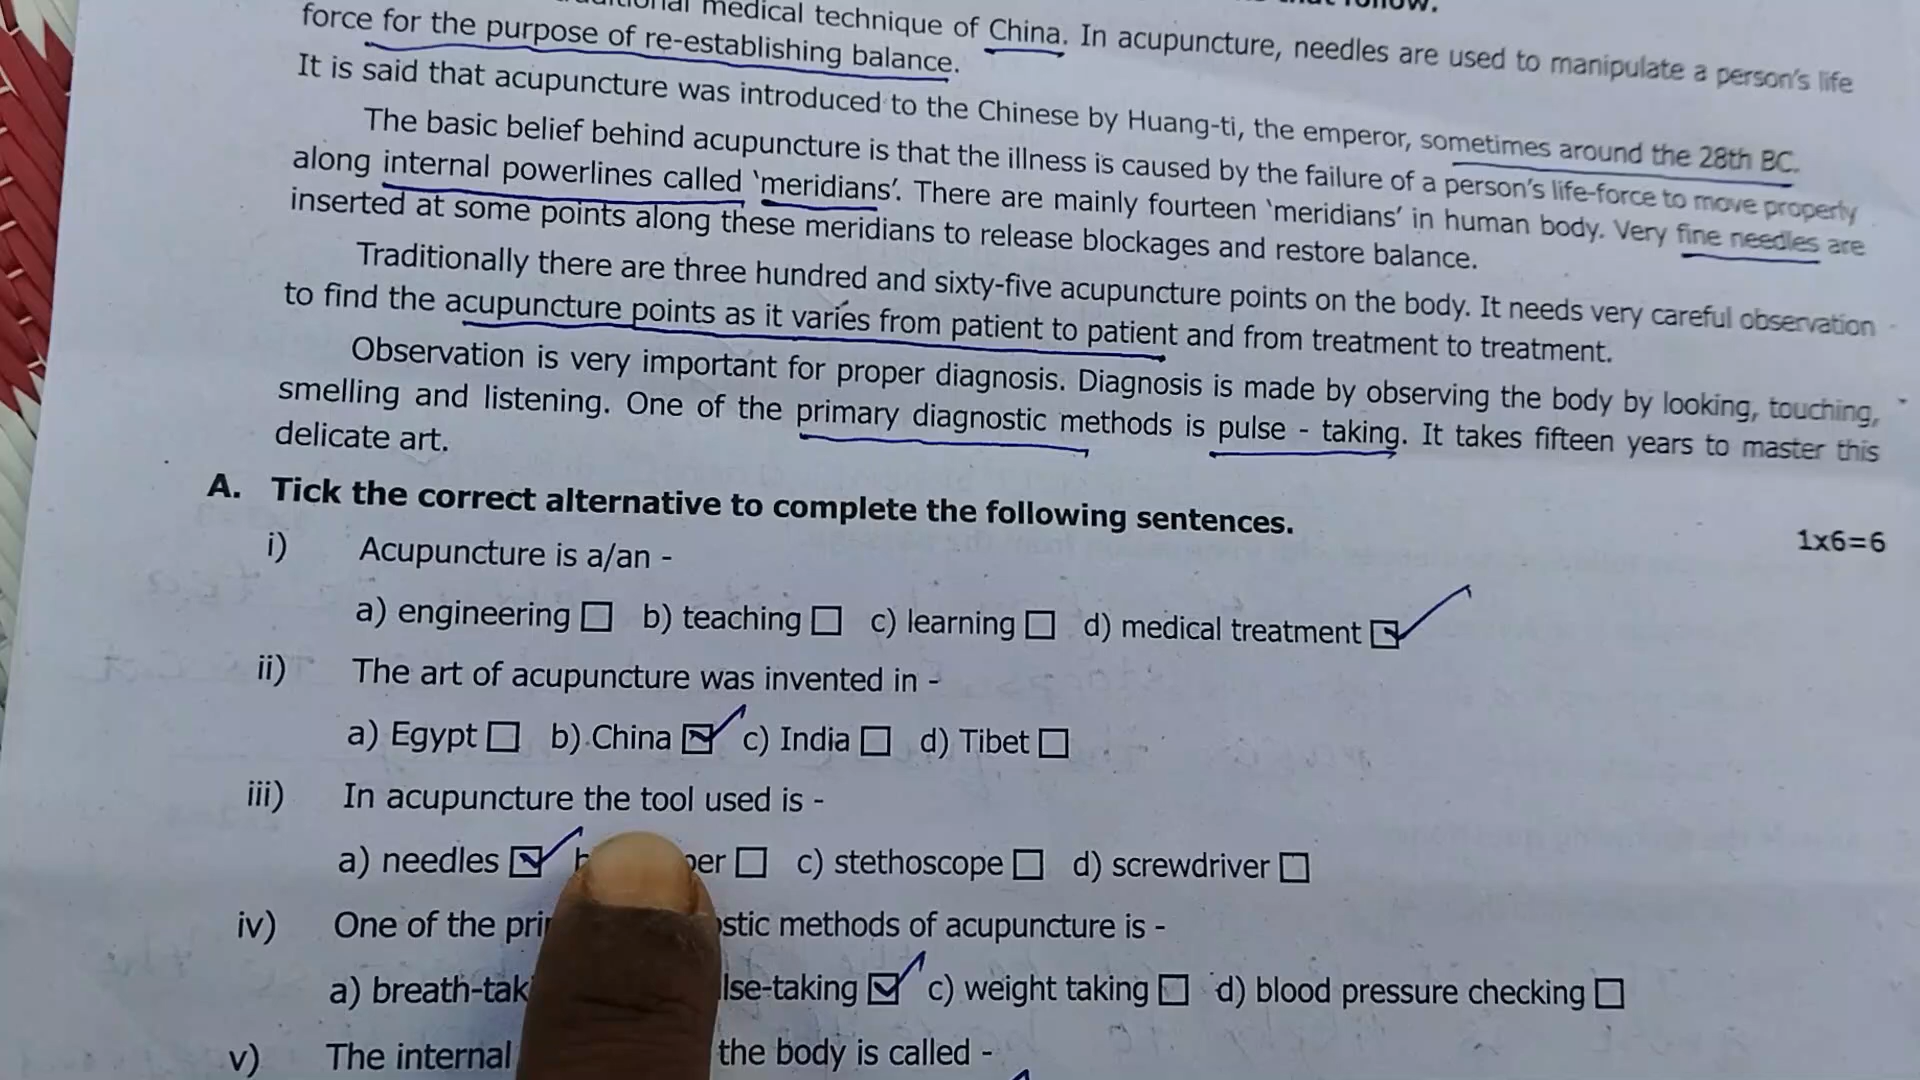 that follow.
medical technique of China. In acupuncture, needles are used to manipulate a person's life
force for the purpose of re-establishing balance.
It is said that acupuncture was introduced to the Chinese by Huang-ti, the emperor, sometimes around the 28th BC.
The basic belief behind acupuncture is that the illness is caused by the failure of a person's life-force to move properly
along internal powerlines called 'meridians'. There are mainly fourteen 'meridians' in human body. Very fine needles are
inserted at some points along these meridians to release blockages and restore balance.
Traditionally there are three hundred and sixty-five acupuncture points on the body. It needs very careful observation
to find the acupuncture points as it varies from patient to patient and from treatment to treatment.
Observation is very important for proper diagnosis. Diagnosis is made by observing the body by looking, touching,
smelling and listening. One of the primary diagnostic methods is pulse - taking. It takes fifteen years to master this
delicate art.
A. Tick the correct alternative to complete the following sentences. 1x6=6
i) Acupuncture is a/an -
a) engineering □ b) teaching □ c) learning □ d) medical treatment ☑
ii) The art of acupuncture was invented in -
a) Egypt □ b) China ☑ c) India □ d) Tibet □
iii) In acupuncture the tool used is -
a) needles ☑ □ c) stethoscope □ d) screwdriver □
iv) One of the methods of acupuncture is -
a) ☑ c) weight taking □ d) blood pressure checking □
v) The internal the body is called -